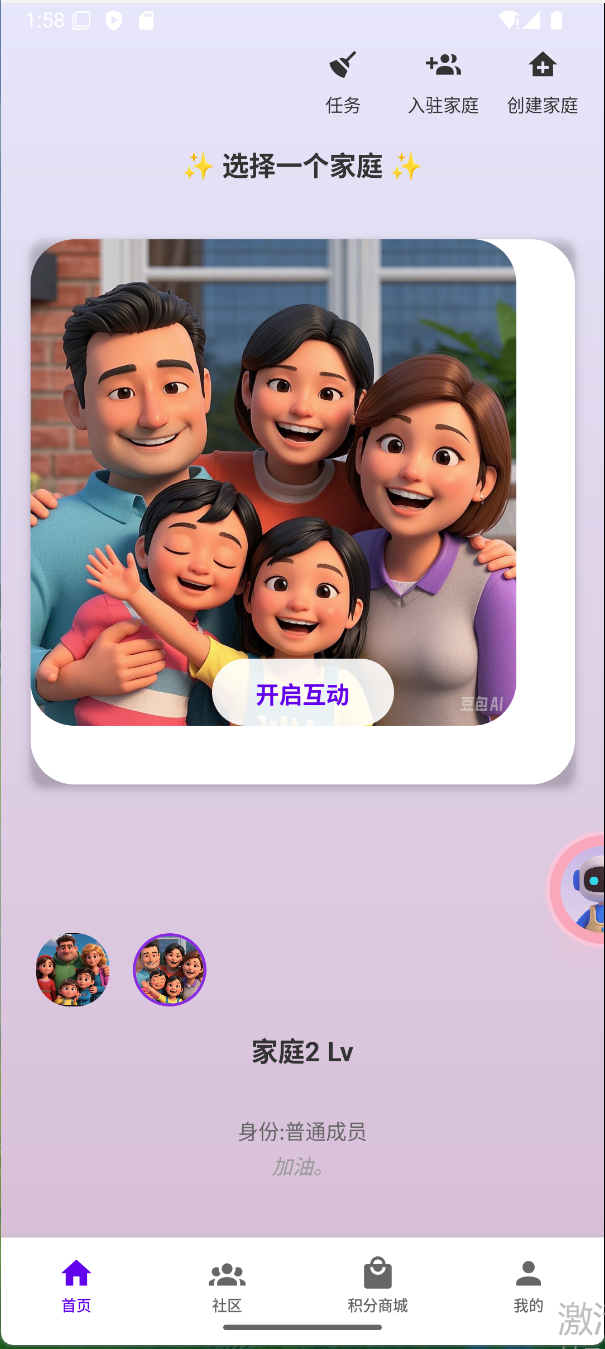 1:58
任务
入驻家庭
创建家庭
✨ 选择一个家庭 ✨
开启互动
豆包AI
家庭2 Lv
身份:普通成员
加油。
首页
社区
积分商城
我的
激